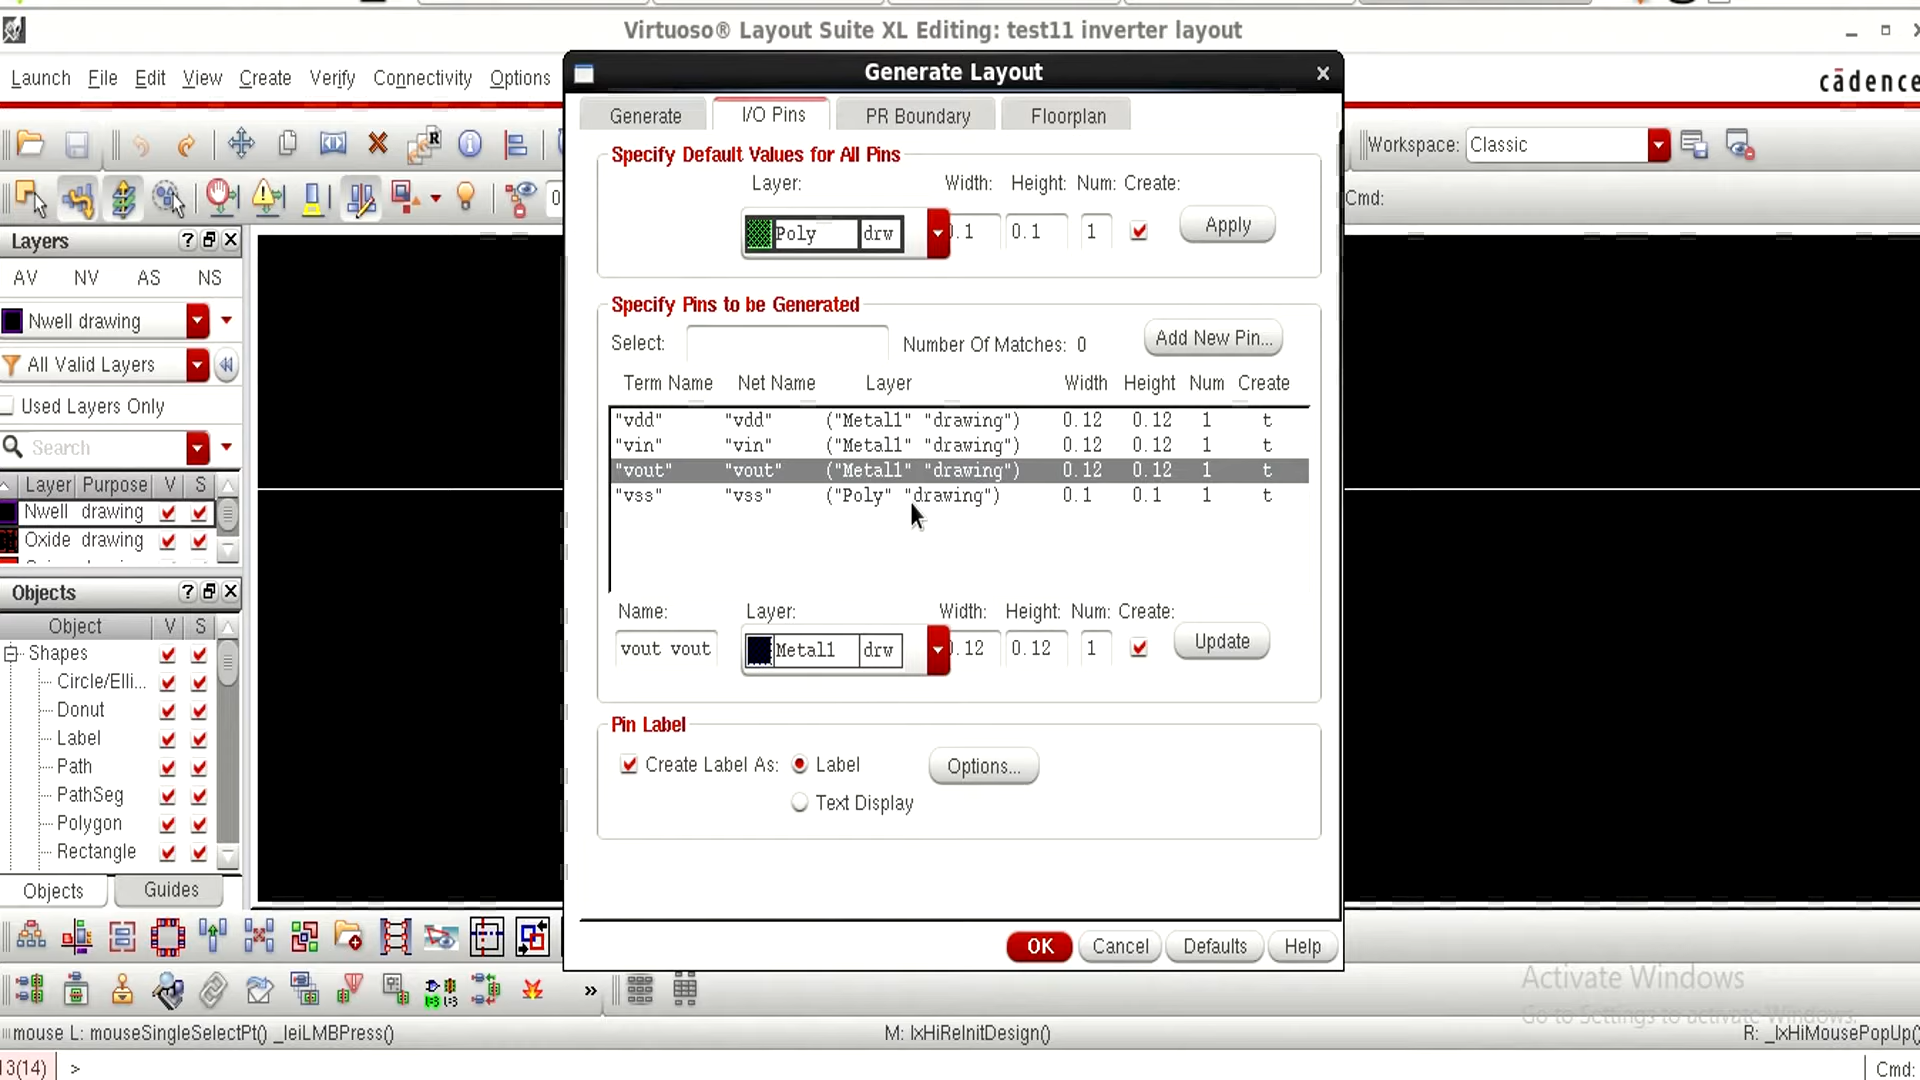 Virtuoso® Layout Suite XL Editing: test11 inverter layout
Launch File Edit View Create Verify Connectivity Options
cādence
Generate Layout
Generate I/O Pins PR Boundary Floorplan
Workspace: Classic
Cmd:
Specify Default Values for All Pins
Layer: Width: Height: Num: Create:
Poly drw .1 0.1 1 Apply
Specify Pins to be Generated
Select: Number Of Matches: 0 Add New Pin...
Term Name Net Name Layer Width Height Num Create
"vdd" "vdd" ("Metal1" "drawing") 0.12 0.12 1 t
"vin" "vin" ("Metal1" "drawing") 0.12 0.12 1 t
"vout" "vout" ("Metal1" "drawing") 0.12 0.12 1 t
"vss" "vss" ("Poly" "drawing") 0.1 0.1 1 t
Name: Layer: Width: Height: Num: Create:
vout vout Metal1 drw .12 0.12 1 Update
Pin Label
Create Label As: Label Options...
Text Display
OK Cancel Defaults Help
Layers
AV NV AS NS
Nwell drawing
All Valid Layers
Used Layers Only
Search
Layer Purpose V S
Nwell drawing
Oxide drawing
Objects
Object V S
Shapes
Circle/Elli...
Donut
Label
Path
PathSeg
Polygon
Rectangle
Objects Guides
0
»
Activate Windows
Go to Settings to activate Windows.
mouse L: mouseSingleSelectPt() _leiLMBPress() M: lxHiReInitDesign() R: _lxHiMousePopUp()
13(14) > Cmd: